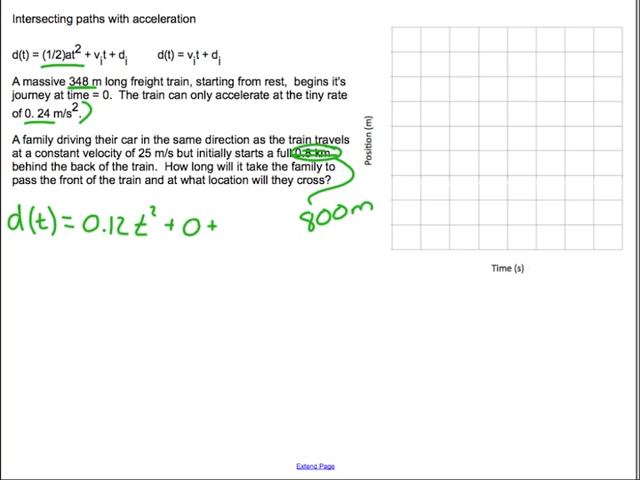 Intersecting paths with acceleration
d(t) = (1/2)at² + vᵢt + dᵢ d(t) = vᵢt + dᵢ
A massive 348 m long freight train, starting from rest, begins it's
journey at time = 0. The train can only accelerate at the tiny rate
of 0. 24 m/s².
A family driving their car in the same direction as the train travels
at a constant velocity of 25 m/s but initially starts a full 0.8 km
behind the back of the train. How long will it take the family to
pass the front of the train and at what location will they cross?
800m
d(t) = 0.12 t² + 0 +
Position (m)
Time (s)
Extend Page